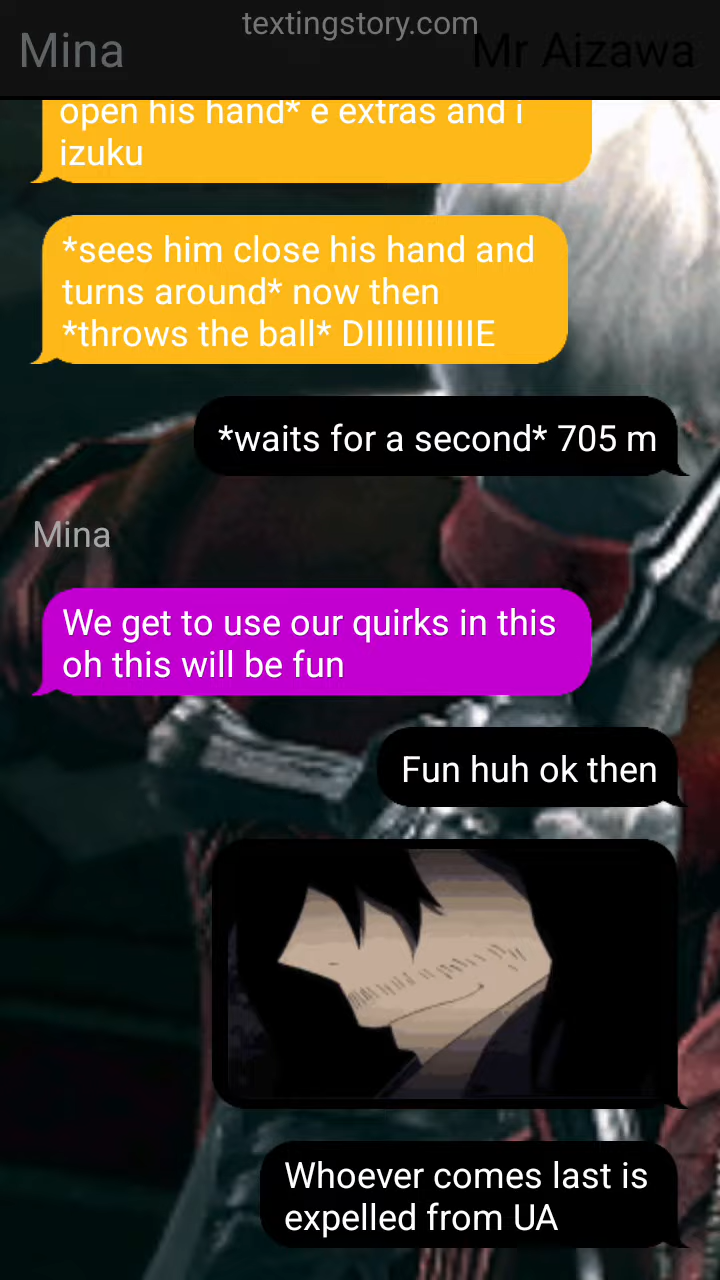 textingstory.com
Mina
Mr Aizawa
open his hand* e extras and i
izuku
*sees him close his hand and
turns around* now then
*throws the ball* DIIIIIIIIIIIE
*waits for a second* 705 m
Mina
We get to use our quirks in this
oh this will be fun
Fun huh ok then
Whoever comes last is
expelled from UA